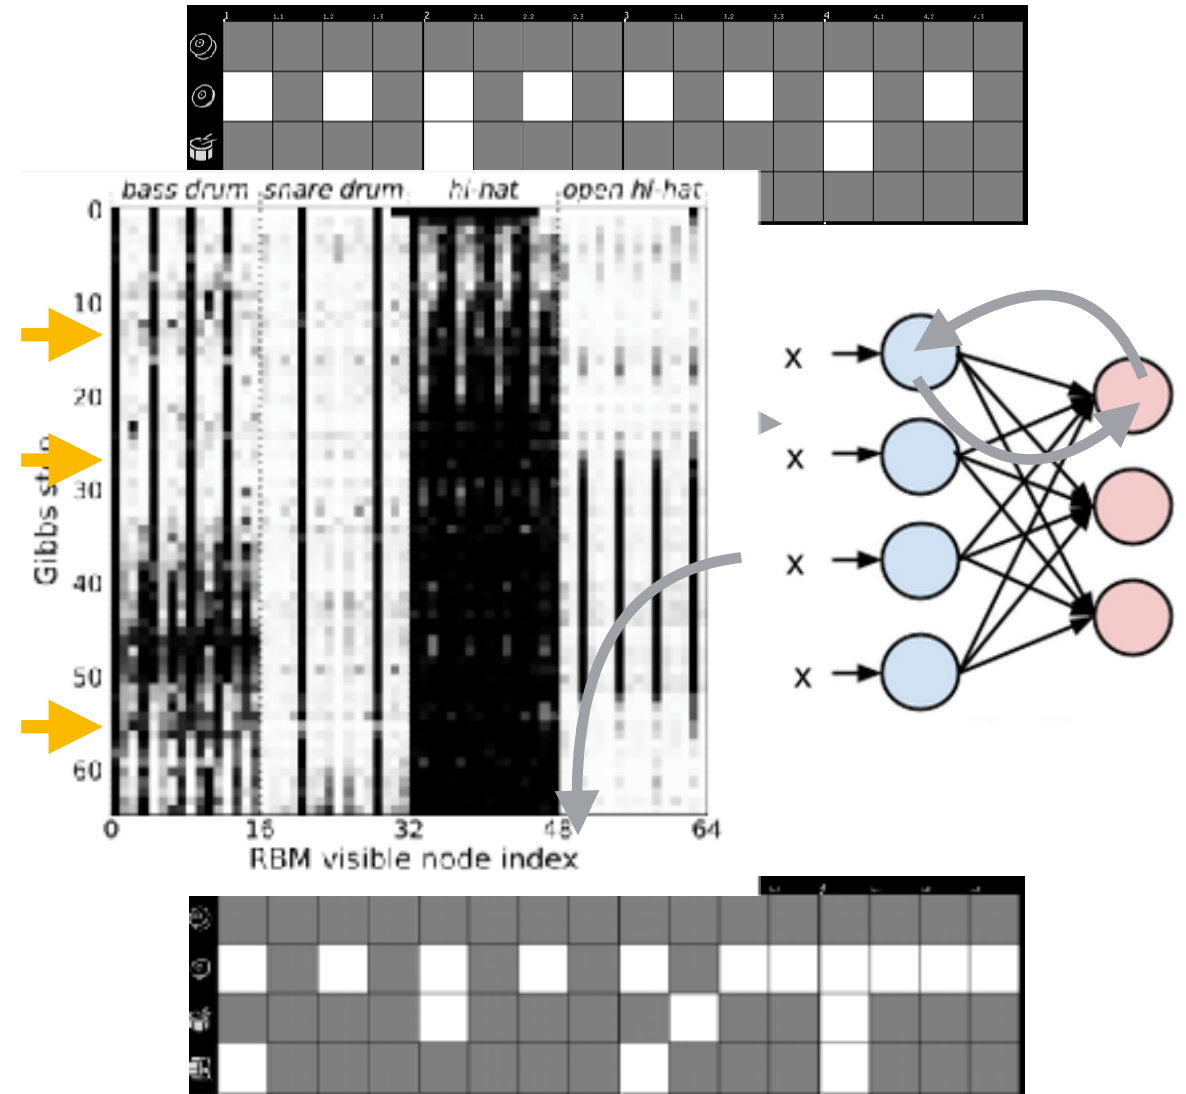 1 1.1 1.2 1.3 2 2.1 2.2 2.3 3 3.1 3.2 3.3 4 4.1 4.2 4.3
bass drum snare drum hi-hat open hi-hat
0
10
20
30
40
50
60
Gibbs
0 16 32 48 64
RBM visible node index
x
x
x
x
4